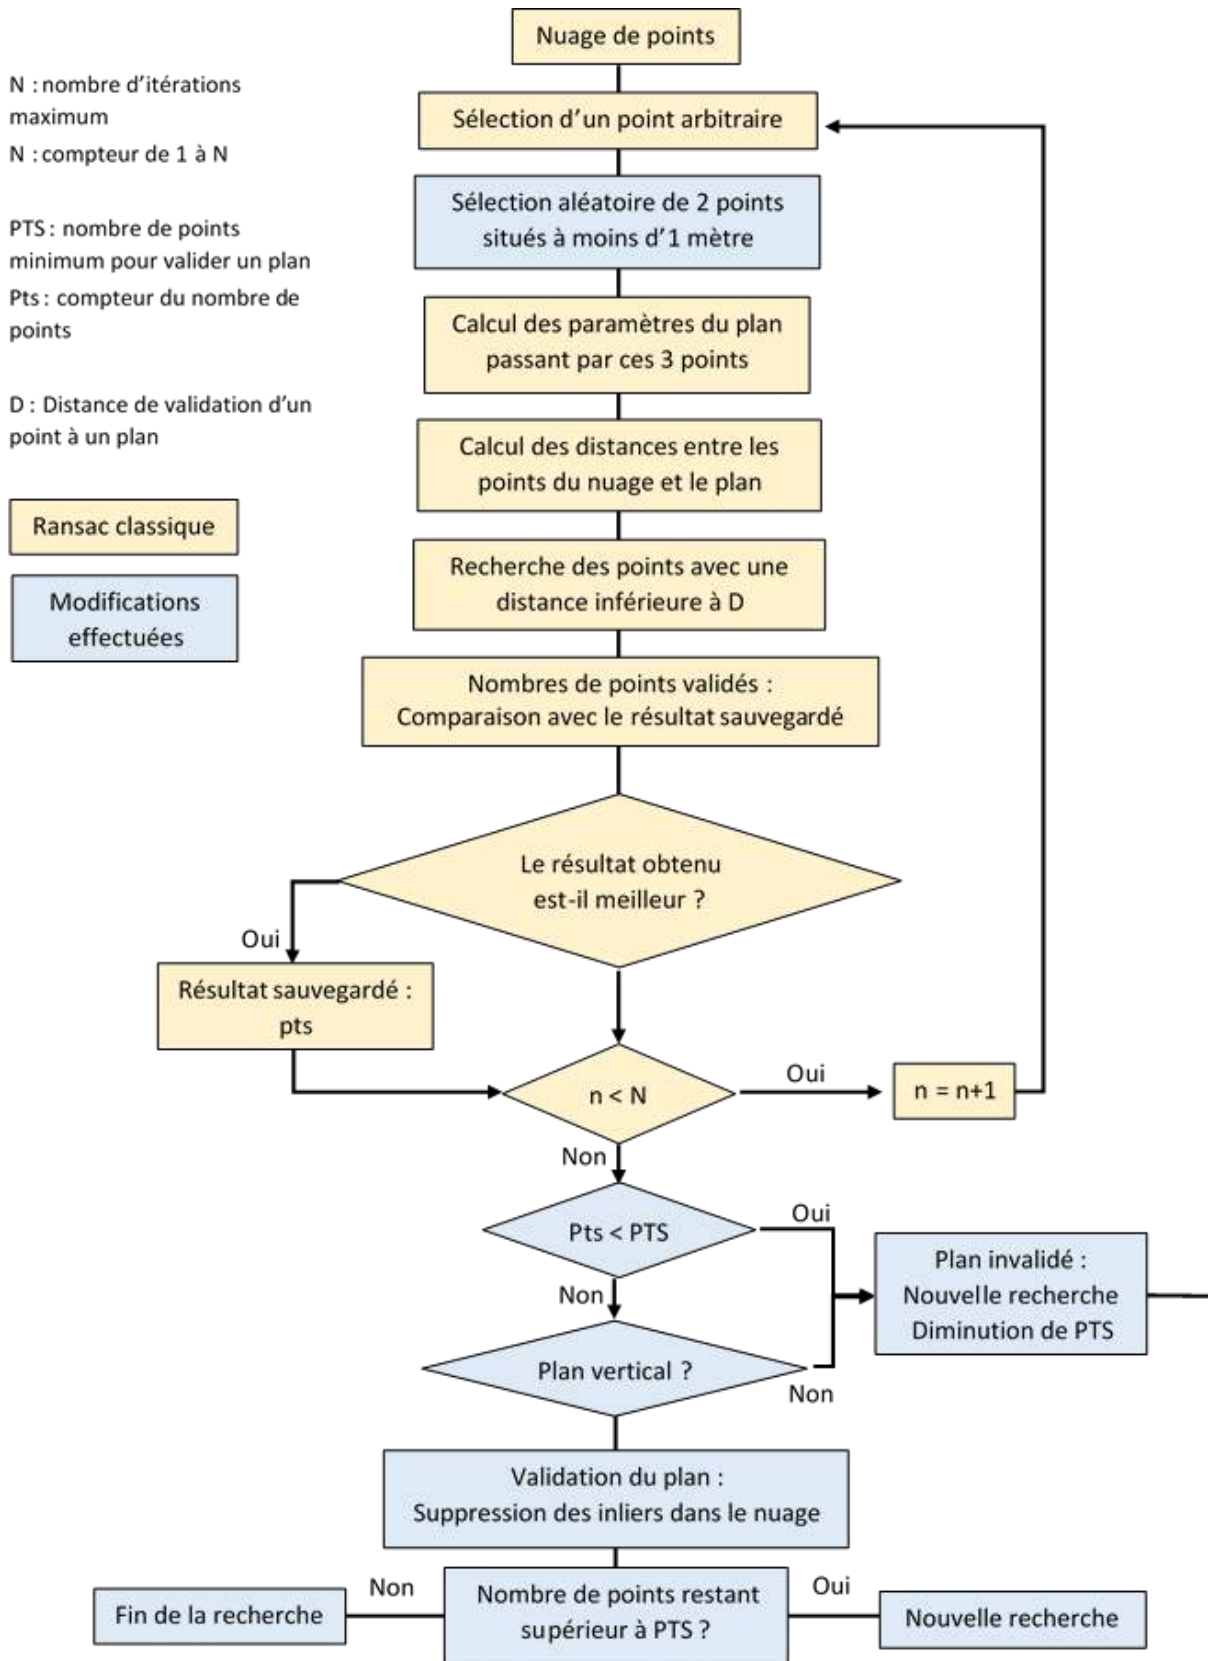 Nuage de points
N : nombre d'itérations
maximum
N : compteur de 1 à N
PTS : nombre de points
minimum pour valider un plan
Pts : compteur du nombre de
points
D : Distance de validation d'un
point à un plan
Ransac classique
Modifications
effectuées
Sélection d'un point arbitraire
Sélection aléatoire de 2 points
situés à moins d'1 mètre
Calcul des paramètres du plan
passant par ces 3 points
Calcul des distances entre les
points du nuage et le plan
Recherche des points avec une
distance inférieure à D
Nombres de points validés :
Comparaison avec le résultat sauvegardé
Le résultat obtenu
est-il meilleur ?
Oui
Résultat sauvegardé :
pts
n < N
Oui
n = n+1
Non
Pts < PTS
Oui
Plan invalidé :
Nouvelle recherche
Diminution de PTS
Non
Plan vertical ?
Non
Validation du plan :
Suppression des inliers dans le nuage
Nombre de points restant
supérieur à PTS ?
Non
Fin de la recherche
Oui
Nouvelle recherche